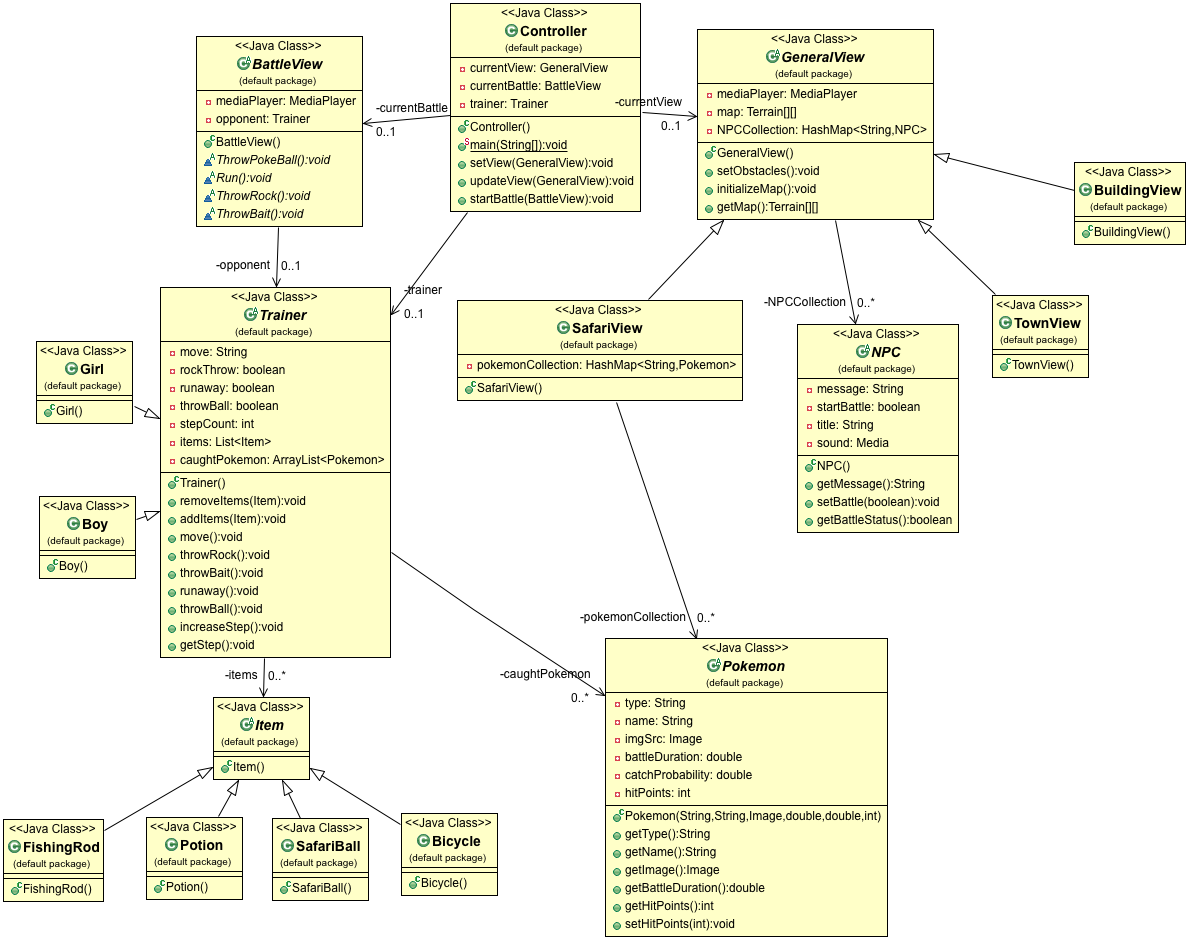 <<Java Class>>
BattleView
(default package)
mediaPlayer: MediaPlayer
opponent: Trainer
BattleView()
ThrowPokeBall():void
Run():void
ThrowRock():void
ThrowBait():void
<<Java Class>>
Controller
(default package)
currentView: GeneralView
currentBattle: BattleView
trainer: Trainer
Controller()
main(String[]):void
setView(GeneralView):void
updateView(GeneralView):void
startBattle(BattleView):void
<<Java Class>>
GeneralView
(default package)
mediaPlayer: MediaPlayer
map: Terrain[][]
NPCCollection: HashMap<String,NPC>
GeneralView()
setObstacles():void
initializeMap():void
getMap():Terrain[][]
-currentBattle
0..1
-currentView
0..1
<<Java Class>>
BuildingView
(default package)
BuildingView()
-opponent
0..1
-trainer
0..1
-NPCCollection
0..*
<<Java Class>>
Trainer
(default package)
move: String
rockThrow: boolean
runaway: boolean
throwBall: boolean
stepCount: int
items: List<Item>
caughtPokemon: ArrayList<Pokemon>
Trainer()
removeItems(Item):void
addItems(Item):void
move():void
throwRock():void
throwBait():void
runaway():void
throwBall():void
increaseStep():void
getStep():void
<<Java Class>>
SafariView
(default package)
pokemonCollection: HashMap<String,Pokemon>
SafariView()
<<Java Class>>
TownView
(default package)
TownView()
<<Java Class>>
NPC
(default package)
message: String
startBattle: boolean
title: String
sound: Media
NPC()
getMessage():String
setBattle(boolean):void
getBattleStatus():boolean
<<Java Class>>
Girl
(default package)
Girl()
<<Java Class>>
Boy
(default package)
Boy()
-pokemonCollection
0..*
-items
0..*
-caughtPokemon
0..*
<<Java Class>>
Pokemon
(default package)
type: String
name: String
imgSrc: Image
battleDuration: double
catchProbability: double
hitPoints: int
Pokemon(String,String,Image,double,double,int)
getType():String
getName():String
getImage():Image
getBattleDuration():double
getHitPoints():int
setHitPoints(int):void
<<Java Class>>
Item
(default package)
Item()
<<Java Class>>
FishingRod
(default package)
FishingRod()
<<Java Class>>
Potion
(default package)
Potion()
<<Java Class>>
SafariBall
(default package)
SafariBall()
<<Java Class>>
Bicycle
(default package)
Bicycle()